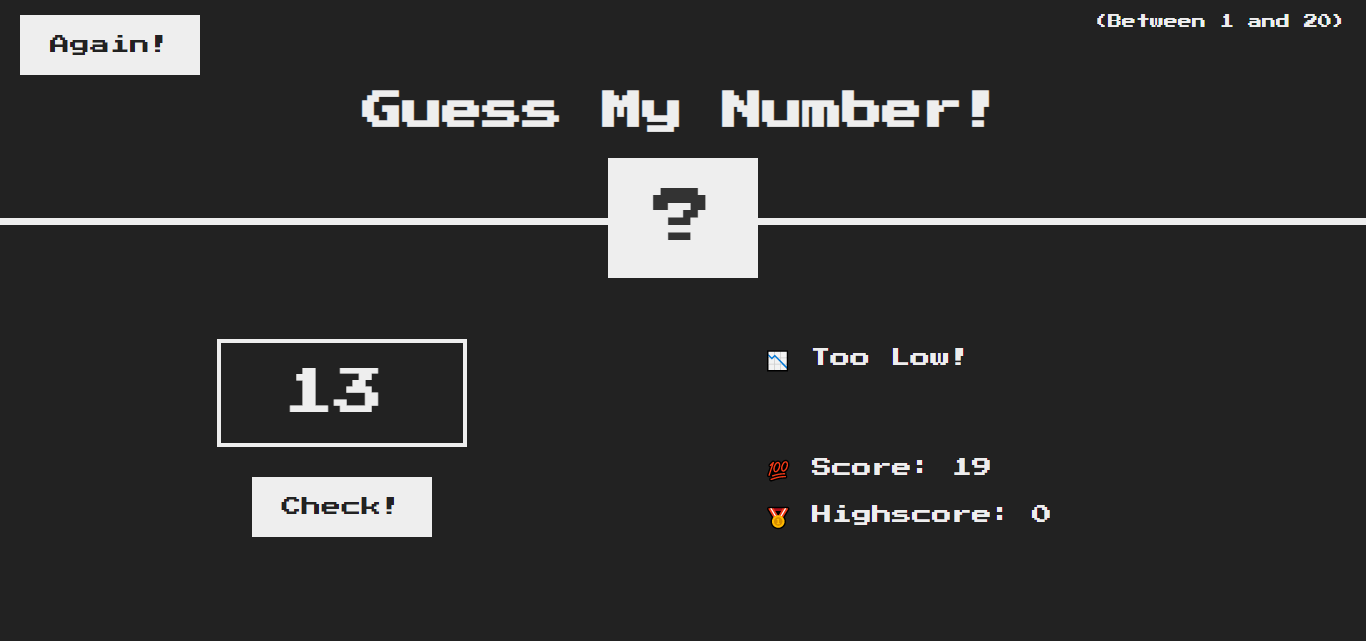 Again!
(Between 1 and 20)
Guess My Number!
?
13
Check!
📉 Too Low!
💯 Score: 19
🥇 Highscore: 0